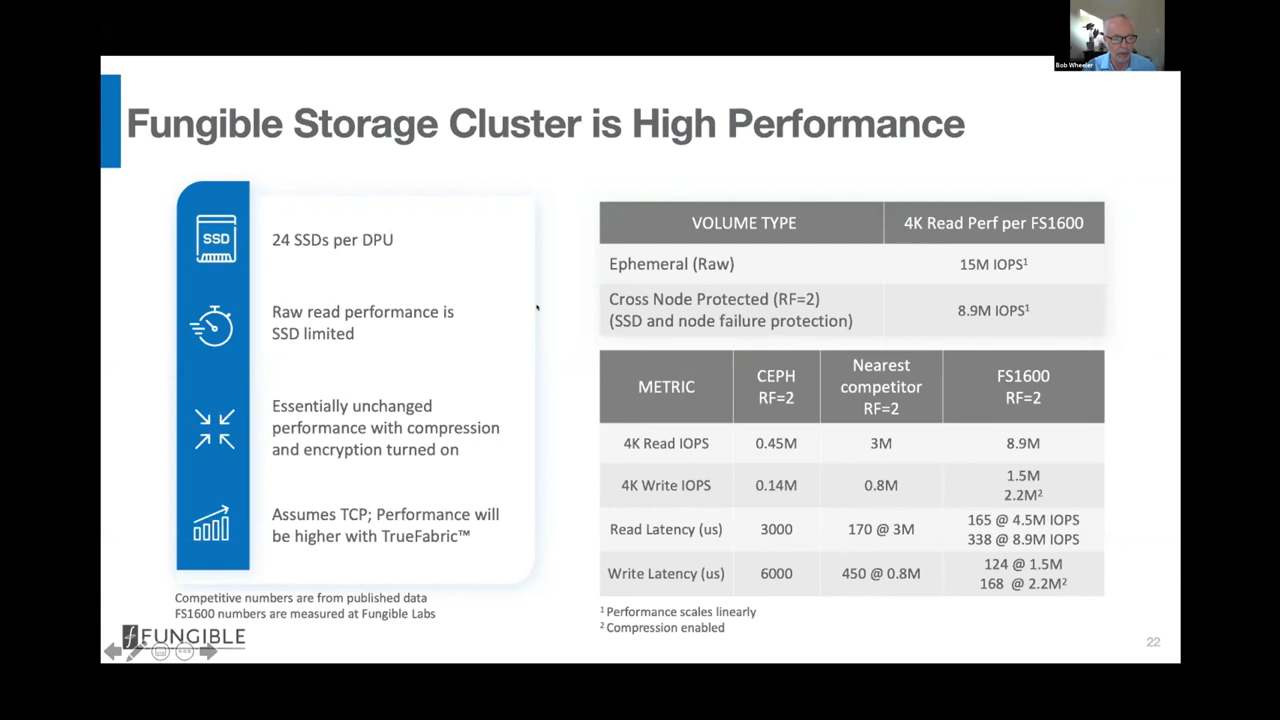 Bob Wheeler
Fungible Storage Cluster is High Performance
SSD
24 SSDs per DPU
Raw read performance is
SSD limited
Essentially unchanged
performance with compression
and encryption turned on
Assumes TCP; Performance will
be higher with TrueFabric™
Competitive numbers are from published data
FS1600 numbers are measured at Fungible Labs
VOLUME TYPE 4K Read Perf per FS1600
Ephemeral (Raw) 15M IOPS¹
Cross Node Protected (RF=2)
(SSD and node failure protection) 8.9M IOPS¹
METRIC CEPH RF=2 Nearest competitor RF=2 FS1600 RF=2
4K Read IOPS 0.45M 3M 8.9M
4K Write IOPS 0.14M 0.8M 1.5M
2.2M²
Read Latency (us) 3000 170 @ 3M 165 @ 4.5M IOPS
338 @ 8.9M IOPS
Write Latency (us) 6000 450 @ 0.8M 124 @ 1.5M
168 @ 2.2M²
¹ Performance scales linearly
² Compression enabled
FUNGIBLE
22